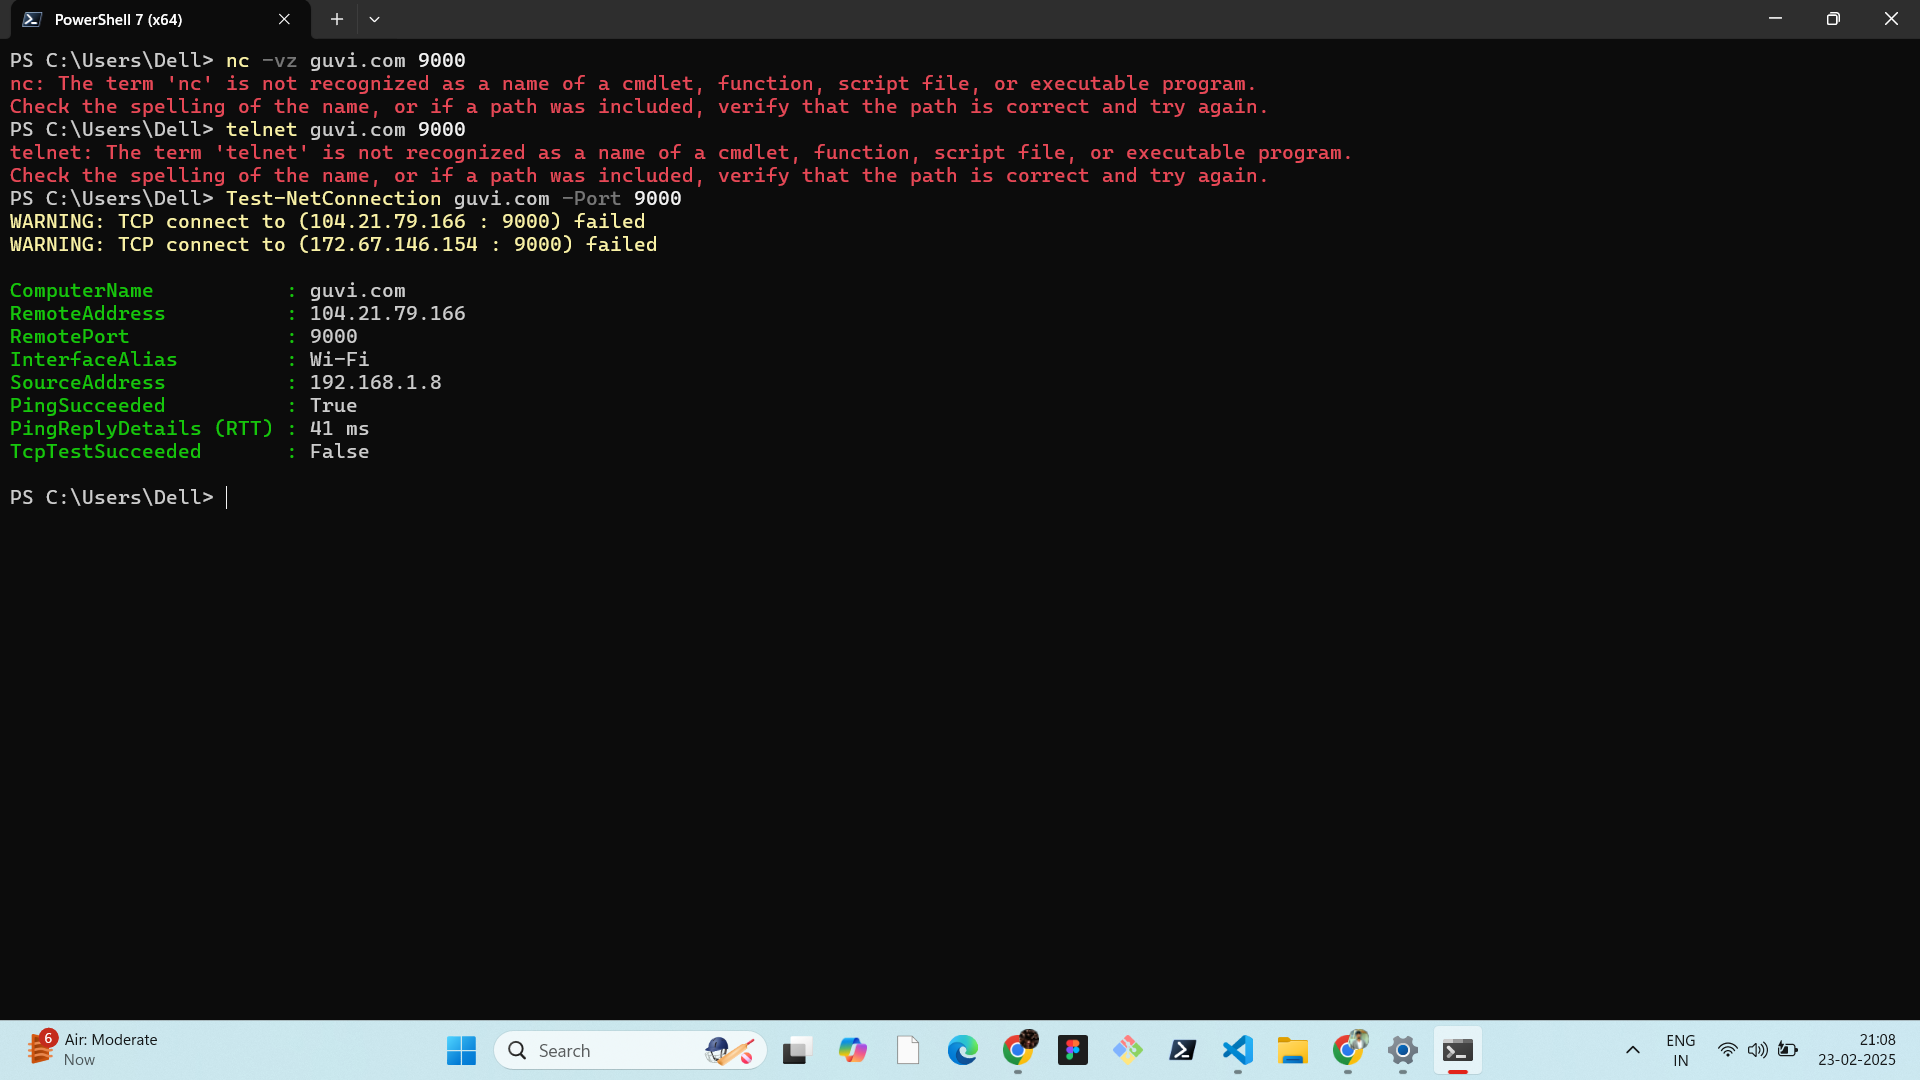 PowerShell 7 (x64)
PS C:\Users\Dell> nc -vz guvi.com 9000
nc: The term 'nc' is not recognized as a name of a cmdlet, function, script file, or executable program.
Check the spelling of the name, or if a path was included, verify that the path is correct and try again.
PS C:\Users\Dell> telnet guvi.com 9000
telnet: The term 'telnet' is not recognized as a name of a cmdlet, function, script file, or executable program.
Check the spelling of the name, or if a path was included, verify that the path is correct and try again.
PS C:\Users\Dell> Test-NetConnection guvi.com -Port 9000
WARNING: TCP connect to (104.21.79.166 : 9000) failed
WARNING: TCP connect to (172.67.146.154 : 9000) failed
ComputerName : guvi.com
RemoteAddress : 104.21.79.166
RemotePort : 9000
InterfaceAlias : Wi-Fi
SourceAddress : 192.168.1.8
PingSucceeded : True
PingReplyDetails (RTT) : 41 ms
TcpTestSucceeded : False
PS C:\Users\Dell>
6
Air: Moderate
Now
Search
ENG
IN
21:08
23-02-2025